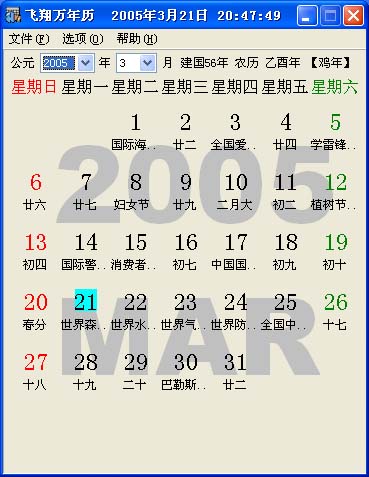 飞翔万年历 2005年3月21日 20:47:49
文件(F) 选项(O) 帮助(H)
公元 2005 年 3 月 建国56年 农历 乙酉年 【鸡年】
星期日 星期一 星期二 星期三 星期四 星期五 星期六
1 2 3 4 5
国际海.. 廿二 全国爱.. 廿四 学雷锋..
2005
6 7 8 9 10 11 12
廿六 廿七 妇女节 廿九 二月大 初二 植树节..
13 14 15 16 17 18 19
初四 国际警.. 消费者.. 初七 中国国.. 初九 初十
20 21 22 23 24 25 26
春分 世界森.. 世界水.. 世界气.. 世界防.. 全国中.. 十七
MAR
27 28 29 30 31
十八 十九 二十 巴勒斯.. 廿二